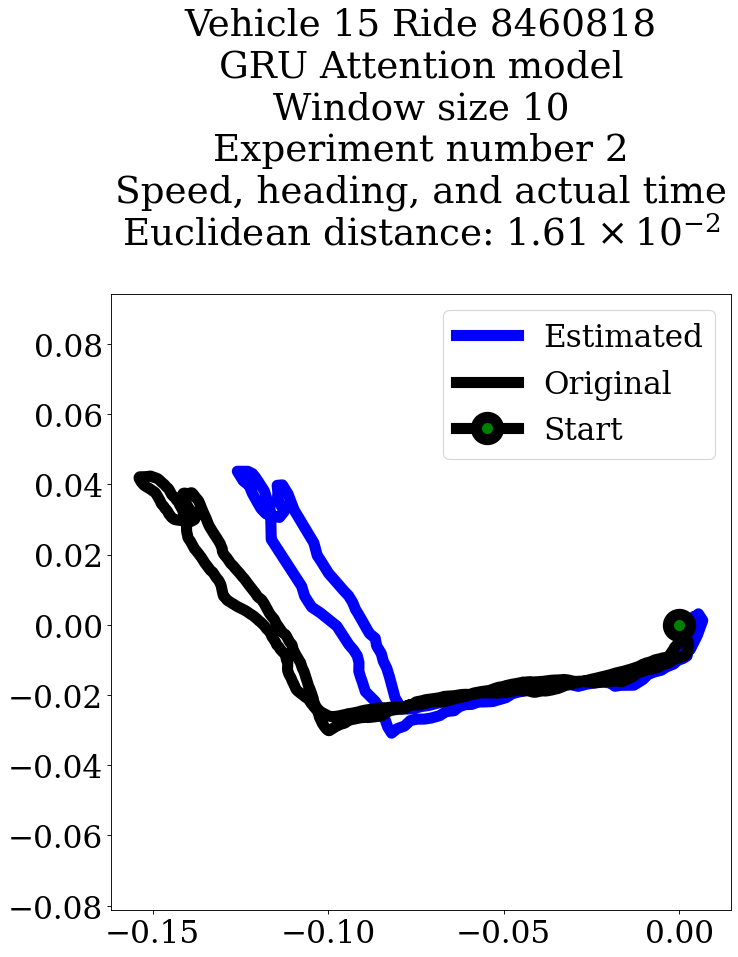 Vehicle 15 Ride 8460818
GRU Attention model
Window size 10
Experiment number 2
Speed, heading, and actual time
Euclidean distance: 1.61 × 10⁻²
Estimated
Original
Start
0.08
0.06
0.04
0.02
0.00
−0.02
−0.04
−0.06
−0.08
−0.15 −0.10 −0.05 0.00